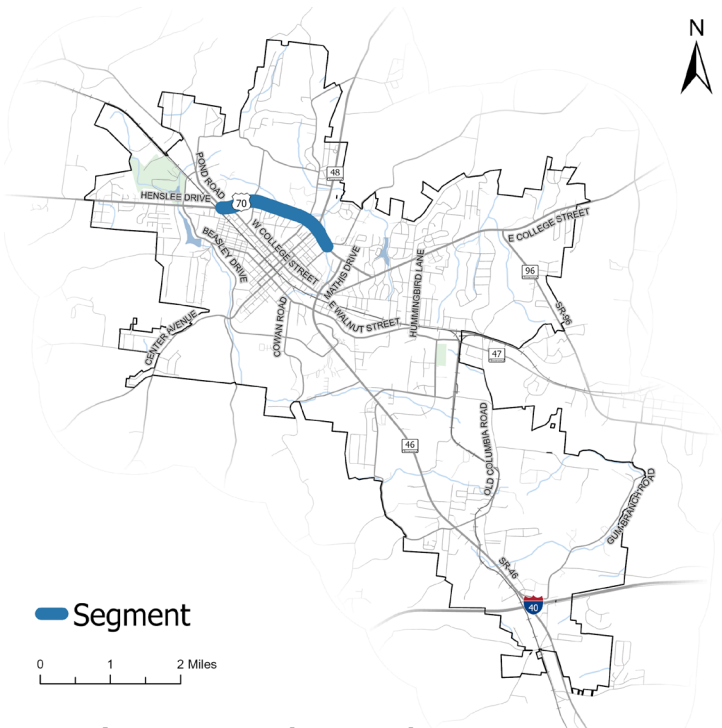 N
48
POND ROAD
HENSLEE DRIVE
70
W COLLEGE STREET
BEASLEY DRIVE
E COLLEGE STREET
MATHIS DRIVE
HUMMINGBIRD LANE
96
SR-96
CENTER AVENUE
COWAN ROAD
E WALNUT STREET
47
46
OLD COLUMBIA ROAD
GUM BRANCH ROAD
SR-46
40
Segment
0 1 2 Miles